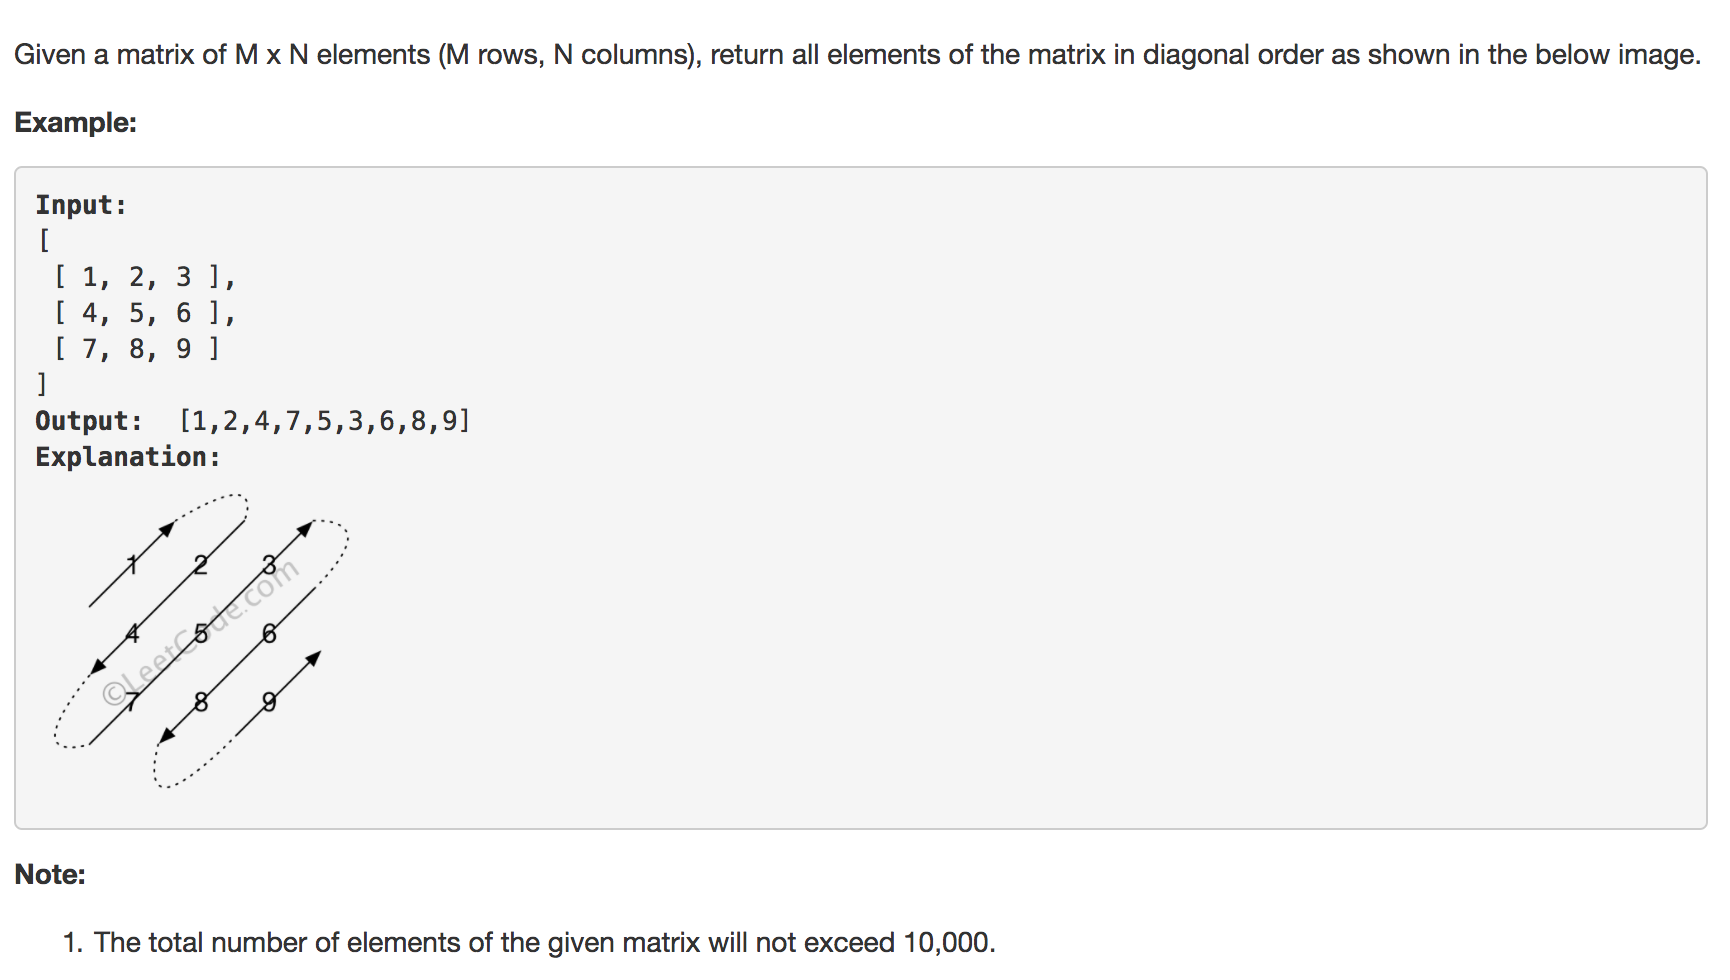 Given a matrix of M x N elements (M rows, N columns), return all elements of the matrix in diagonal order as shown in the below image.
Example:
Input:
[
 [ 1, 2, 3 ],
 [ 4, 5, 6 ],
 [ 7, 8, 9 ]
]
Output:  [1,2,4,7,5,3,6,8,9]
Explanation:
1 2 3
4 5 6
7 8 9
©LeetCode.com
Note:
1. The total number of elements of the given matrix will not exceed 10,000.